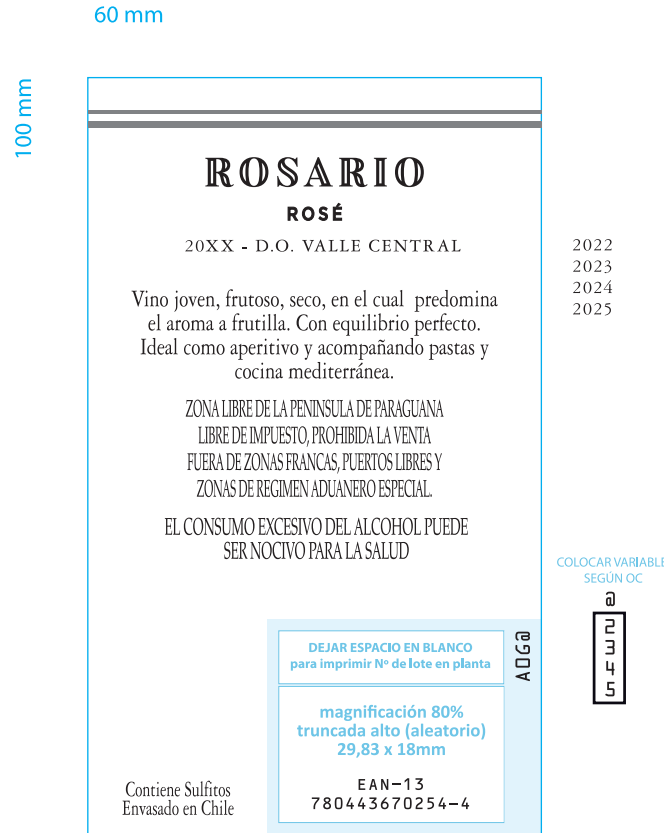 60 mm
100 mm
ROSARIO
ROSÉ
20XX - D.O. VALLE CENTRAL
2022
2023
2024
2025
Vino joven, frutoso, seco, en el cual predomina
el aroma a frutilla. Con equilibrio perfecto.
Ideal como aperitivo y acompañando pastas y
cocina mediterránea.
ZONA LIBRE DE LA PENINSULA DE PARAGUANA
LIBRE DE IMPUESTO, PROHIBIDA LA VENTA
FUERA DE ZONAS FRANCAS, PUERTOS LIBRES Y
ZONAS DE REGIMEN ADUANERO ESPECIAL.
EL CONSUMO EXCESIVO DEL ALCOHOL PUEDE
SER NOCIVO PARA LA SALUD
COLOCAR VARIABLE
SEGÚN OC
@
2
3
4
5
AOG@
DEJAR ESPACIO EN BLANCO
para imprimir Nº de lote en planta
magnificación 80%
truncada alto (aleatorio)
29,83 x 18mm
EAN-13
780443670254-4
Contiene Sulfitos
Envasado en Chile